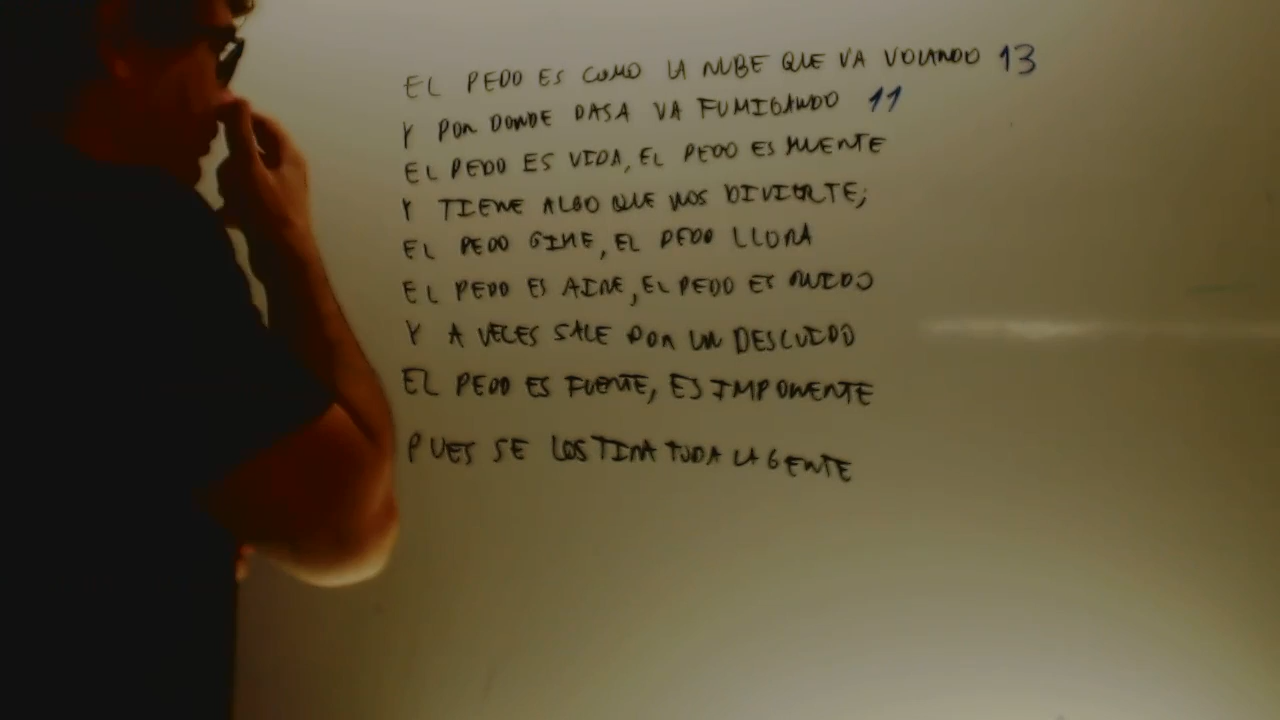 EL PEDO ES COMO LA NUBE QUE VA VOLANDO 13
Y POR DONDE PASA VA FUMIGANDO 11
EL PEDO ES VIDA, EL PEDO ES MUERTE
Y TIENE ALGO QUE NOS DIVIERTE;
EL PEDO GIME, EL PEDO LLORA
EL PEDO ES AIRE, EL PEDO ES RUIDO
Y A VECES SALE POR UN DESCUIDO
EL PEDO ES FUERTE, ES IMPONENTE
PUES SE LOS TIRA TODA LA GENTE